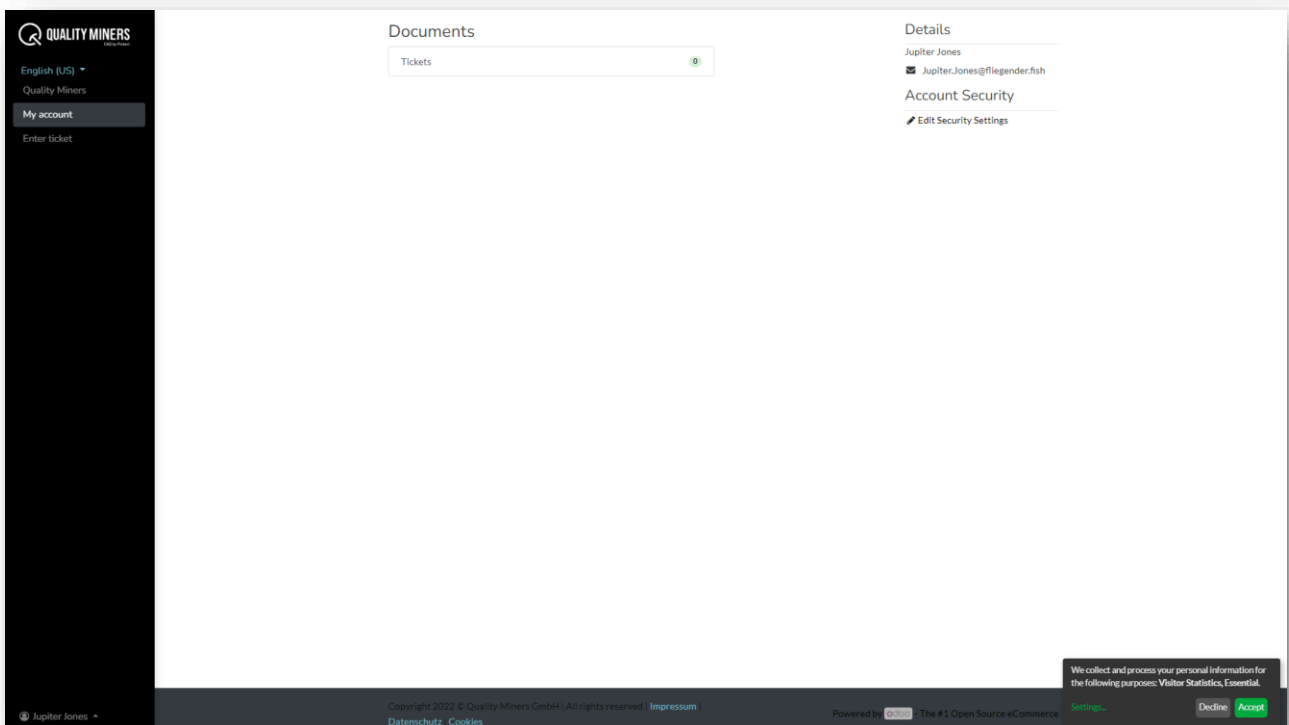 QUALITY MINERS
English (US)
Quality Miners
My account
Enter ticket
Documents
Tickets 0
Details
Jupiter Jones
Jupiter.Jones@fliegender.fish
Account Security
Edit Security Settings
We collect and process your personal information for
the following purposes: Visitor Statistics, Essential.
Settings...
Decline Accept
Jupiter Jones
Copyright 2022 © Quality Miners GmbH | All rights reserved | Impressum |
Datenschutz | Cookies
Powered by odoo - The #1 Open Source eCommerce